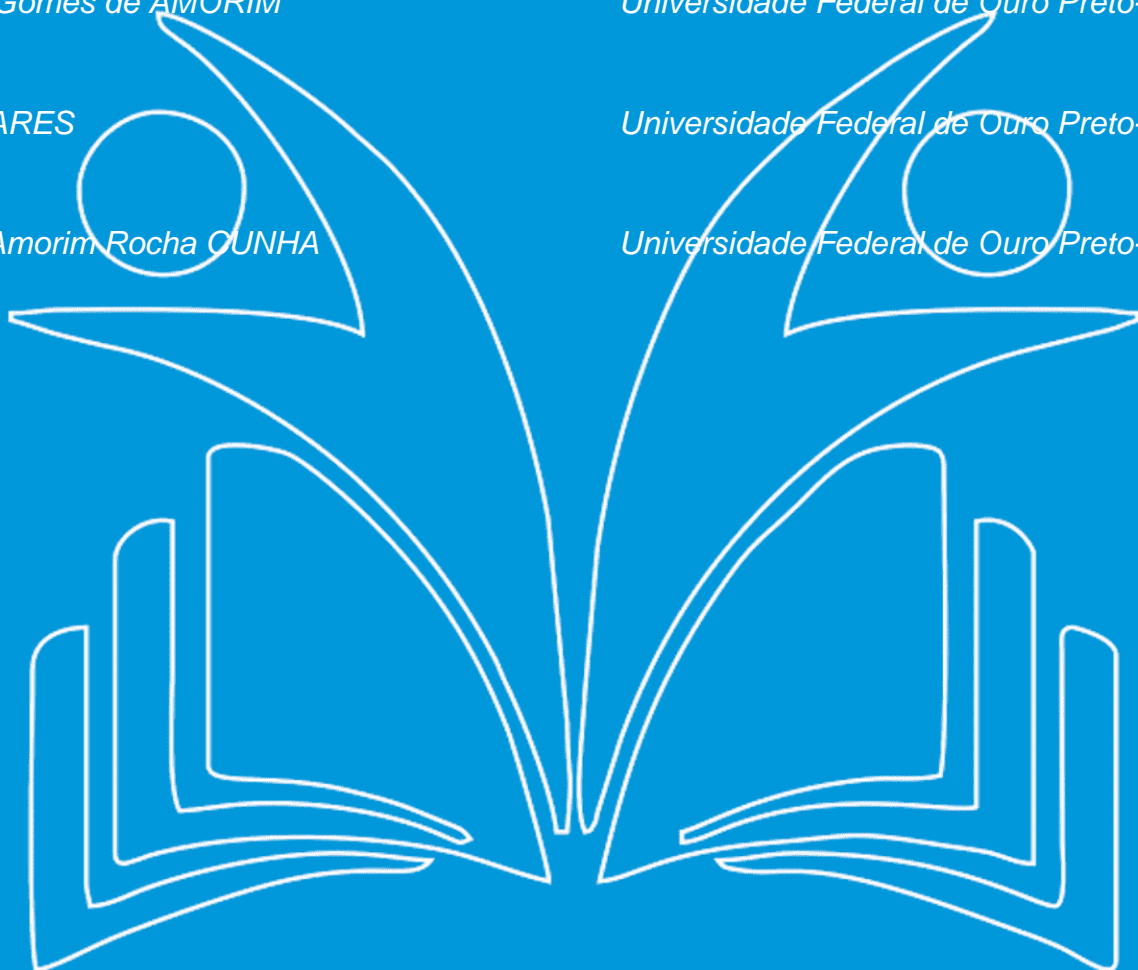 Gomes de AMORIM Universidade Federal de Ouro Preto-
ARES Universidade Federal de Ouro Preto-
Amorim Rocha CUNHA Universidade Federal de Ouro Preto-